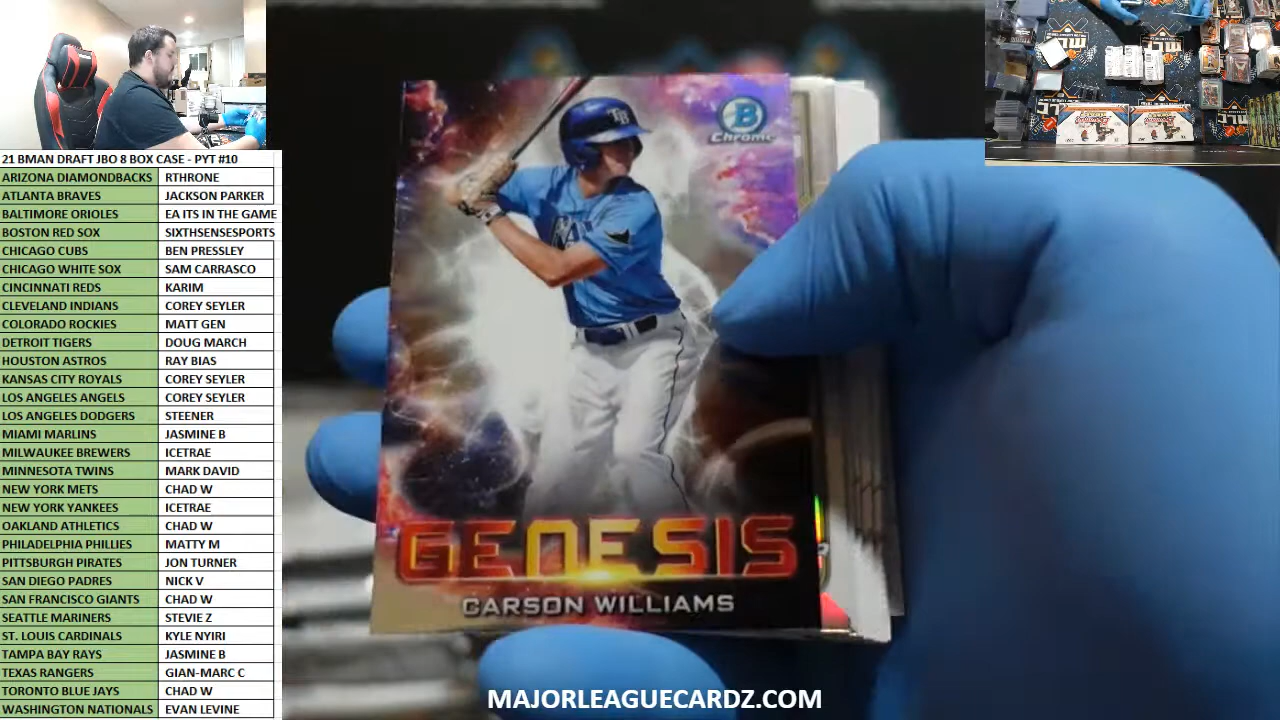 21 BMAN DRAFT JBO 8 BOX CASE - PYT #10
ARIZONA DIAMONDBACKS RTHRONE
ATLANTA BRAVES JACKSON PARKER
BALTIMORE ORIOLES EA ITS IN THE GAME
BOSTON RED SOX SIXTHSENSESPORTS
CHICAGO CUBS BEN PRESSLEY
CHICAGO WHITE SOX SAM CARRASCO
CINCINNATI REDS KARIM
CLEVELAND INDIANS COREY SEYLER
COLORADO ROCKIES MATT GEN
DETROIT TIGERS DOUG MARCH
HOUSTON ASTROS RAY BIAS
KANSAS CITY ROYALS COREY SEYLER
LOS ANGELES ANGELS COREY SEYLER
LOS ANGELES DODGERS STEENER
MIAMI MARLINS JASMINE B
MILWAUKEE BREWERS ICETRAE
MINNESOTA TWINS MARK DAVID
NEW YORK METS CHAD W
NEW YORK YANKEES ICETRAE
OAKLAND ATHLETICS CHAD W
PHILADELPHIA PHILLIES MATTY M
PITTSBURGH PIRATES JON TURNER
SAN DIEGO PADRES NICK V
SAN FRANCISCO GIANTS CHAD W
SEATTLE MARINERS STEVIE Z
ST. LOUIS CARDINALS KYLE NYIRI
TAMPA BAY RAYS JASMINE B
TEXAS RANGERS GIAN-MARC C
TORONTO BLUE JAYS CHAD W
WASHINGTON NATIONALS EVAN LEVINE
B
Chrome
TB
GENESIS
CARSON WILLIAMS
MAJORLEAGUECARDZ.COM